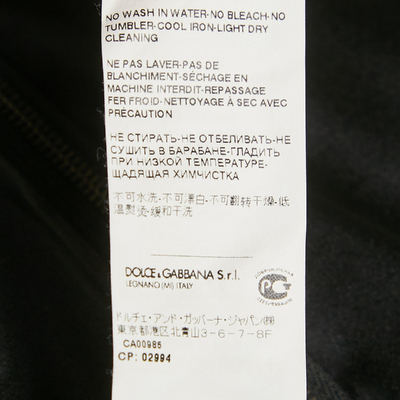 NO WASH IN WATER-NO BLEACH-NO
TUMBLER-COOL IRON-LIGHT DRY
CLEANING
NE PAS LAVER-PAS DE
BLANCHIMENT-SÉCHAGE EN
MACHINE INTERDIT-REPASSAGE
FER FROID-NETTOYAGE À SEC AVEC
PRÉCAUTION
НЕ СТИРАТЬ-НЕ ОТБЕЛИВАТЬ-НЕ
СУШИТЬ В БАРАБАНЕ-ГЛАДИТЬ
ПРИ НИЗКОЙ ТЕМПЕРАТУРЕ-
ЩАДЯЩАЯ ХИМЧИСТКА
不可水洗-不可漂白-不可翻转干燥-低
温熨烫-缓和干洗
DOLCE & GABBANA S.r.l.
LEGNANO (MI) ITALY
ドルチェ・アンド・ガッバーナ・ジャパン(株)
東京都港区北青山3-6-7-8F
CA00985
CP: 02994